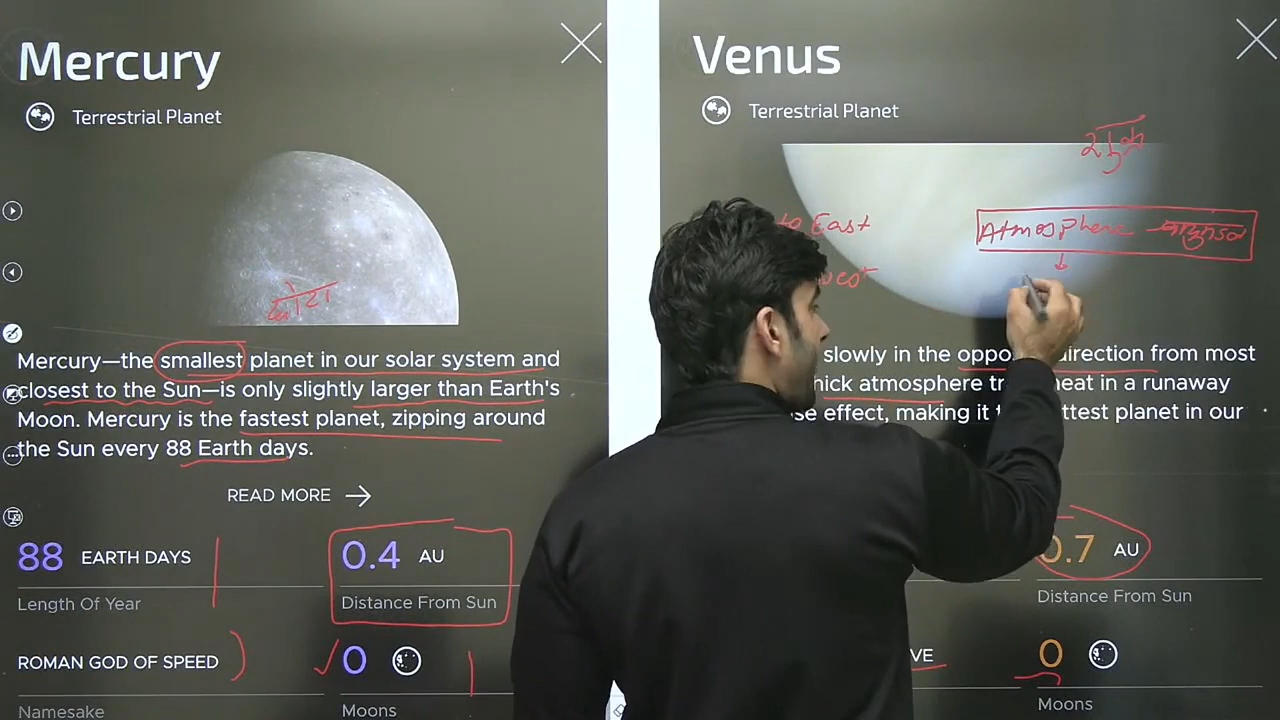 Mercury
Terrestrial Planet
छोटा
Mercury—the smallest planet in our solar system and
closest to the Sun—is only slightly larger than Earth's
Moon. Mercury is the fastest planet, zipping around
the Sun every 88 Earth days.
READ MORE
88 EARTH DAYS
Length Of Year
0.4 AU
Distance From Sun
ROMAN GOD OF SPEED
Namesake
0
Moons
Venus
Terrestrial Planet
to East
Atmosphere वायुमंडल
slowly in the direction from most
hick atmosphere heat in a runaway
se effect, making it planet in our
0.7 AU
Distance From Sun
VE
0
Moons